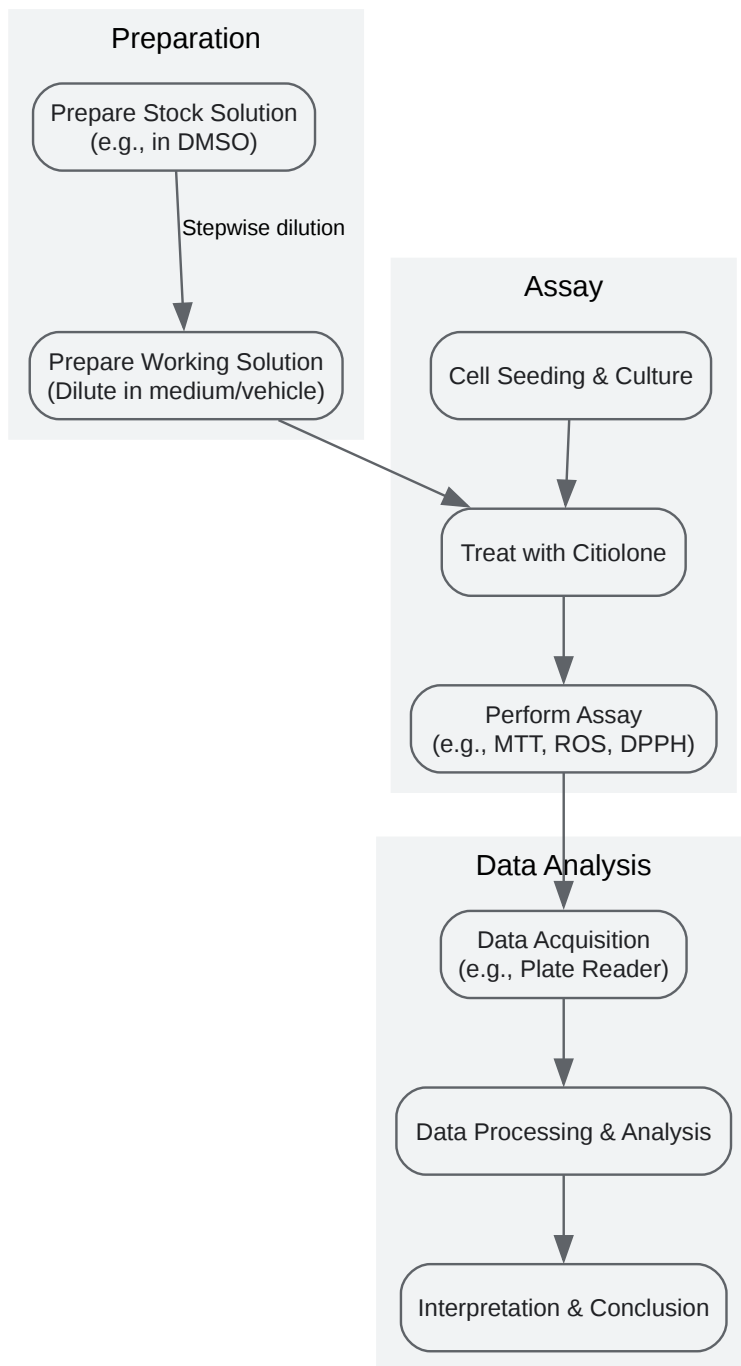 Preparation
Prepare Stock Solution
(e.g., in DMSO)
Stepwise dilution
Prepare Working Solution
(Dilute in medium/vehicle)
Assay
Cell Seeding & Culture
Treat with Citiolone
Perform Assay
(e.g., MTT, ROS, DPPH)
Data Analysis
Data Acquisition
(e.g., Plate Reader)
Data Processing & Analysis
Interpretation & Conclusion